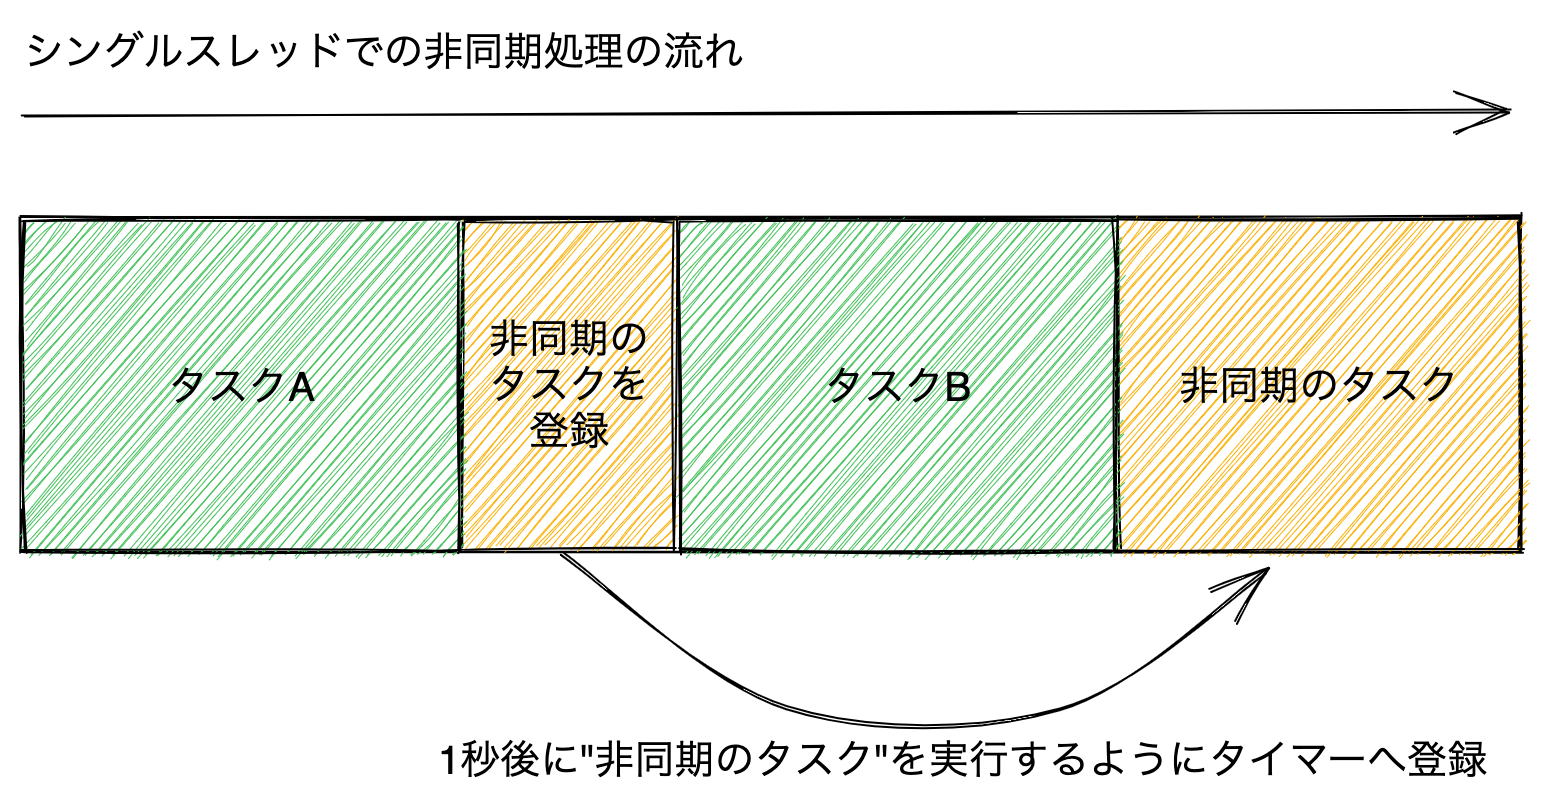 シングルスレッドでの非同期処理の流れ
タスクA
非同期の
タスクを
登録
タスクB
非同期のタスク
1秒後に"非同期のタスク"を実行するようにタイマーへ登録